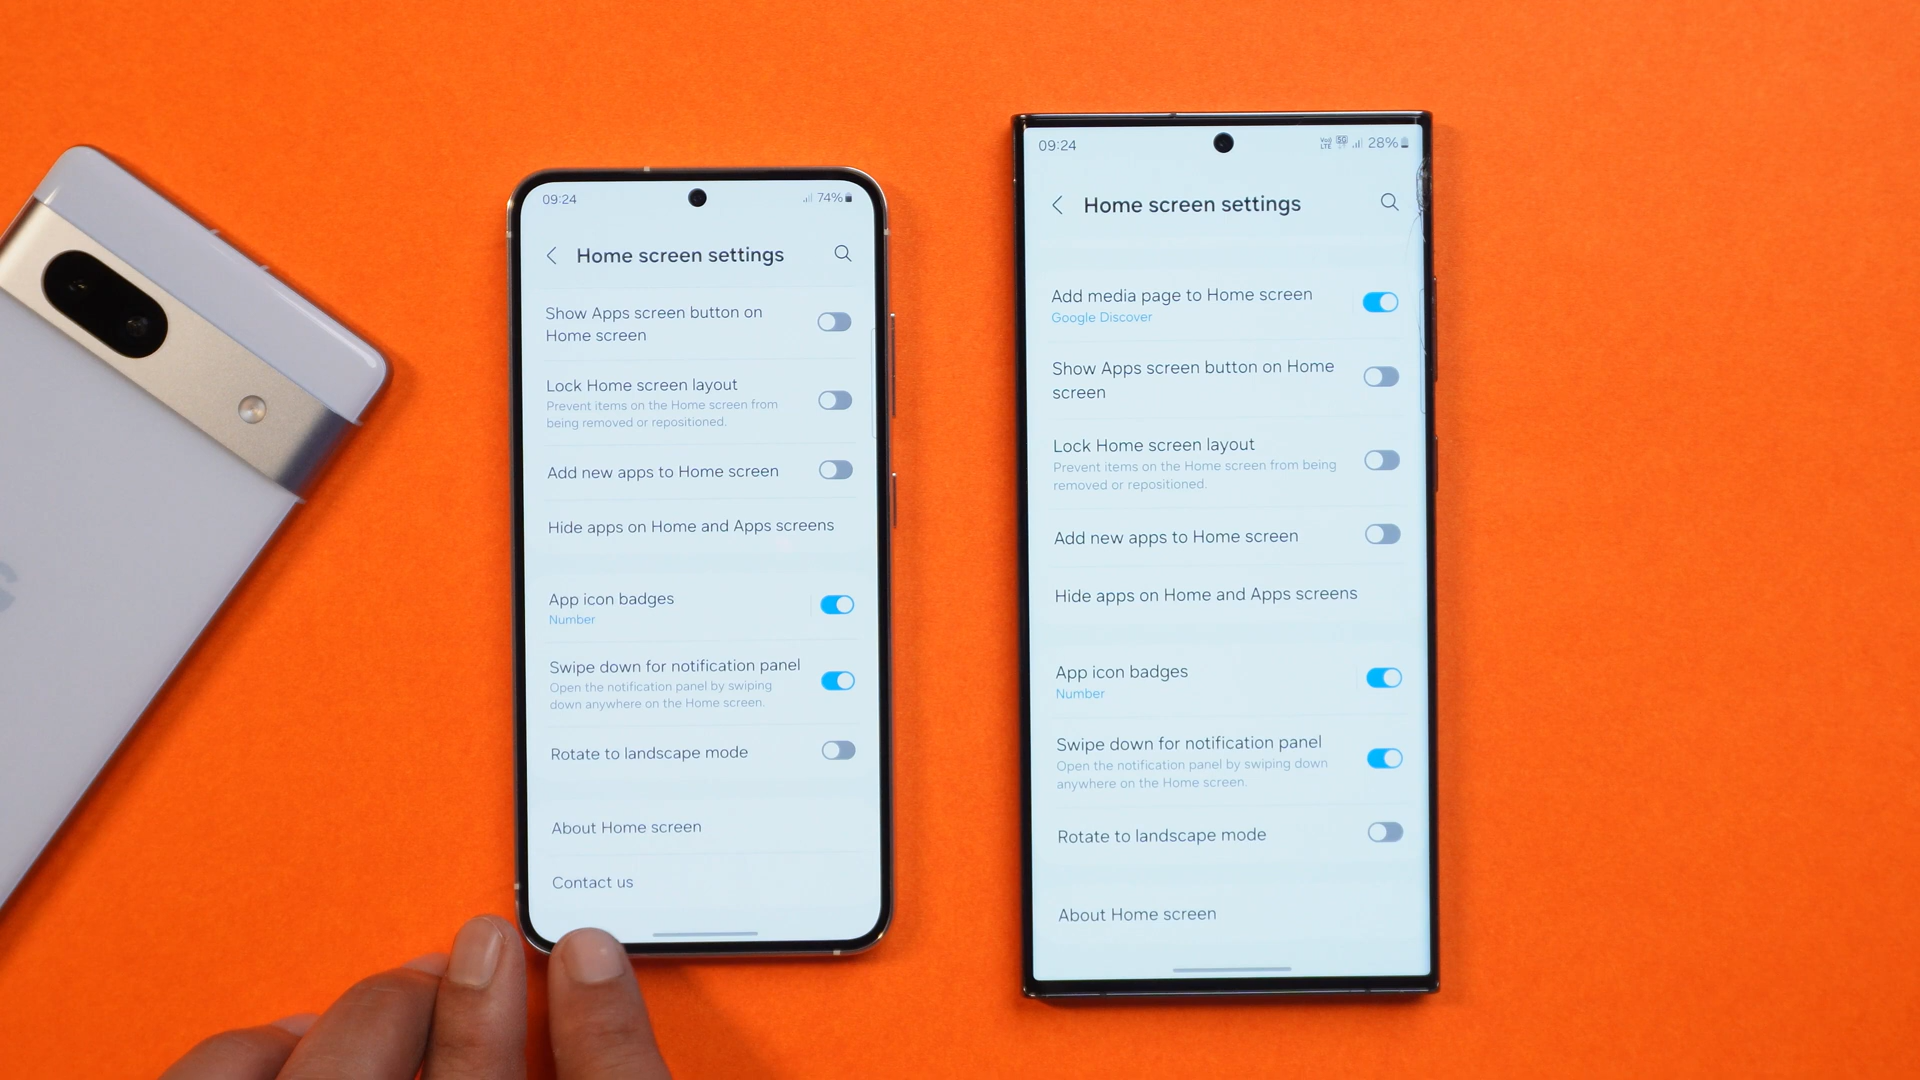 09:24
74%
Home screen settings
Show Apps screen button on
Home screen
Lock Home screen layout
Prevent items on the Home screen from
being removed or repositioned.
Add new apps to Home screen
Hide apps on Home and Apps screens
App icon badges
Number
Swipe down for notification panel
Open the notification panel by swiping
down anywhere on the Home screen.
Rotate to landscape mode
About Home screen
Contact us
09:24
5G
LTE
28%
Home screen settings
Add media page to Home screen
Google Discover
Show Apps screen button on Home
screen
Lock Home screen layout
Prevent items on the Home screen from being
removed or repositioned.
Add new apps to Home screen
Hide apps on Home and Apps screens
App icon badges
Number
Swipe down for notification panel
Open the notification panel by swiping down
anywhere on the Home screen.
Rotate to landscape mode
About Home screen